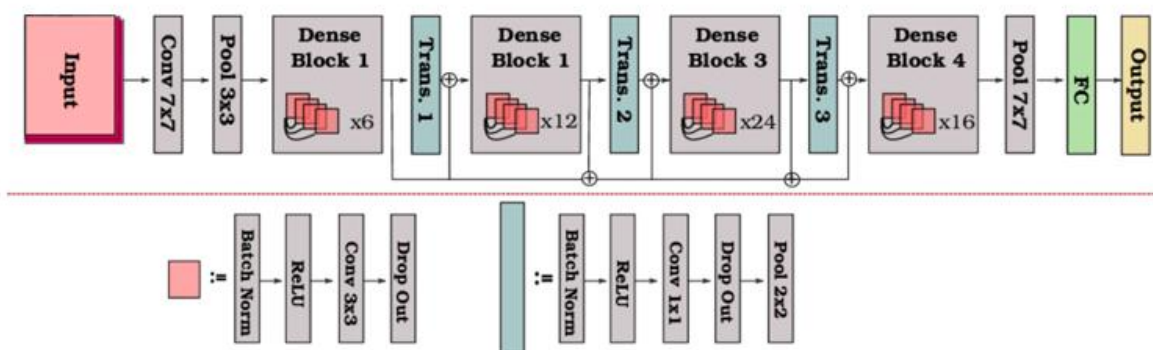 Input
Conv 7x7
Pool 3x3
Dense
Block 1
x6
Trans. 1
Dense
Block 1
x12
Trans. 2
Dense
Block 3
x24
Trans. 3
Dense
Block 4
x16
Pool 7x7
FC
Output
:=
Batch Norm
ReLU
Conv 3x3
Drop Out
:=
Batch Norm
ReLU
Conv 1x1
Drop Out
Pool 2x2